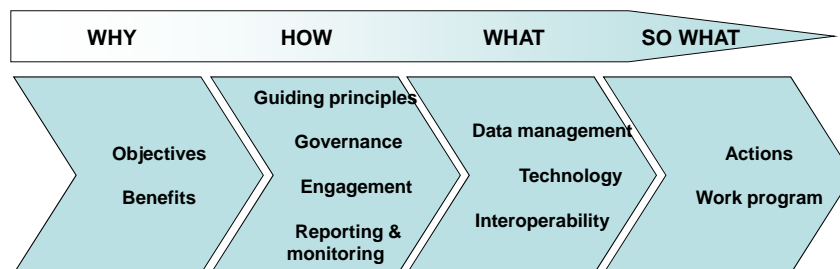 WHY
HOW
WHAT
SO WHAT
Objectives
Benefits
Guiding principles
Governance
Engagement
Reporting &
monitoring
Data management
Technology
Interoperability
Actions
Work program